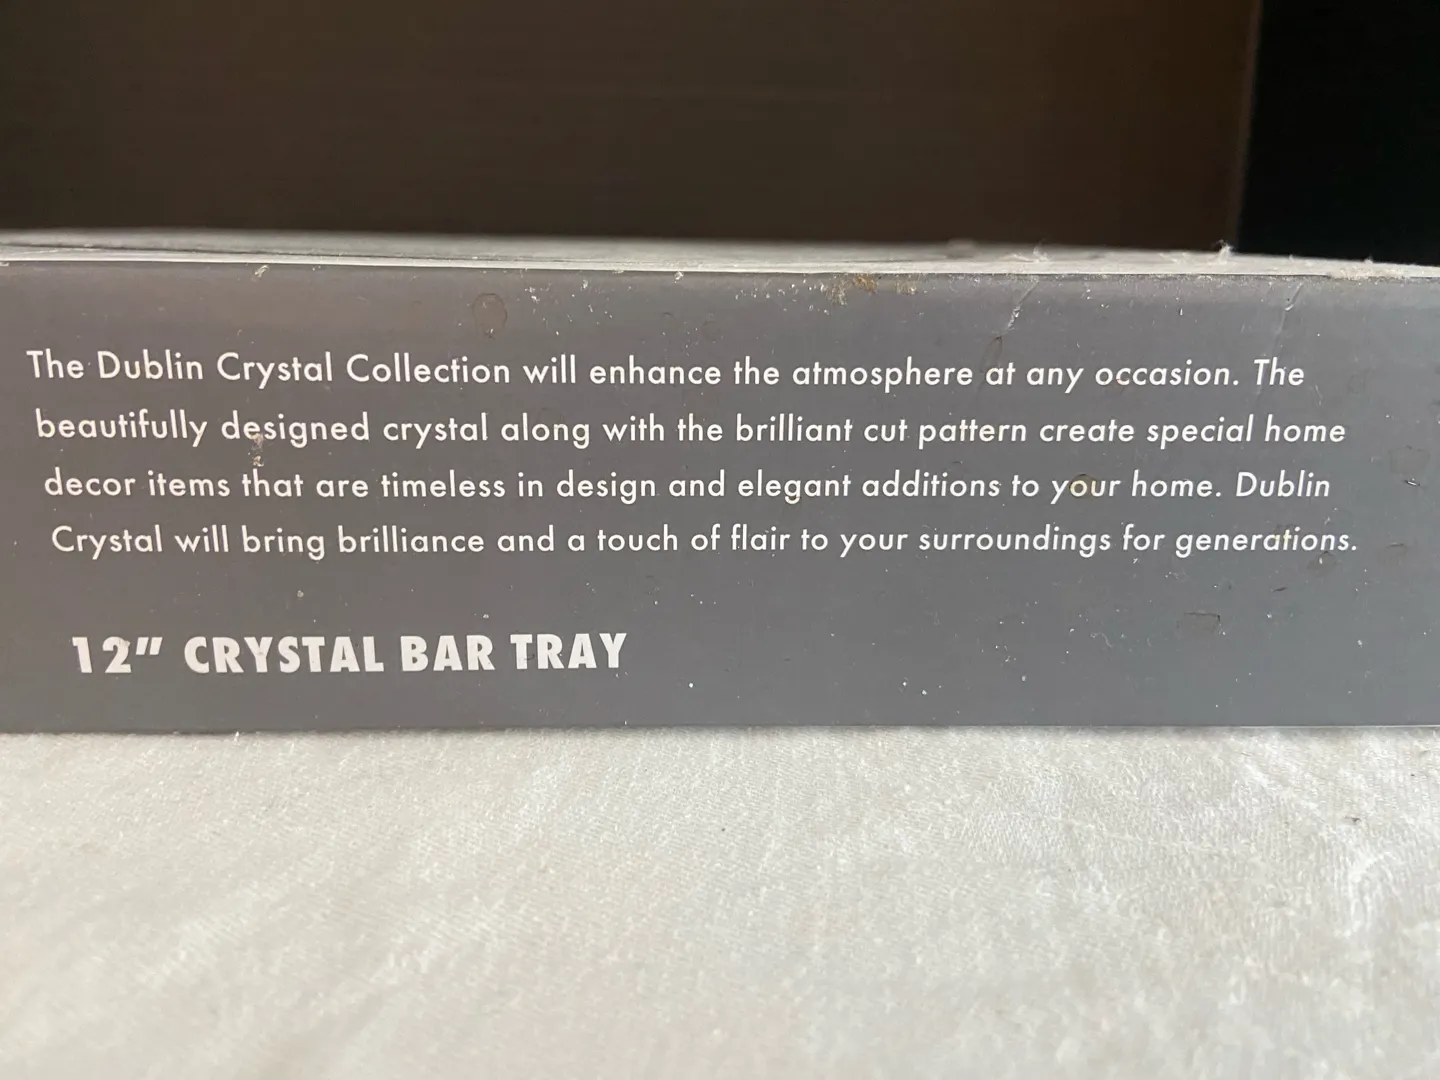 The Dublin Crystal Collection will enhance the atmosphere at any occasion. The
beautifully designed crystal along with the brilliant cut pattern create special home
decor items that are timeless in design and elegant additions to your home. Dublin
Crystal will bring brilliance and a touch of flair to your surroundings for generations.
12" CRYSTAL BAR TRAY